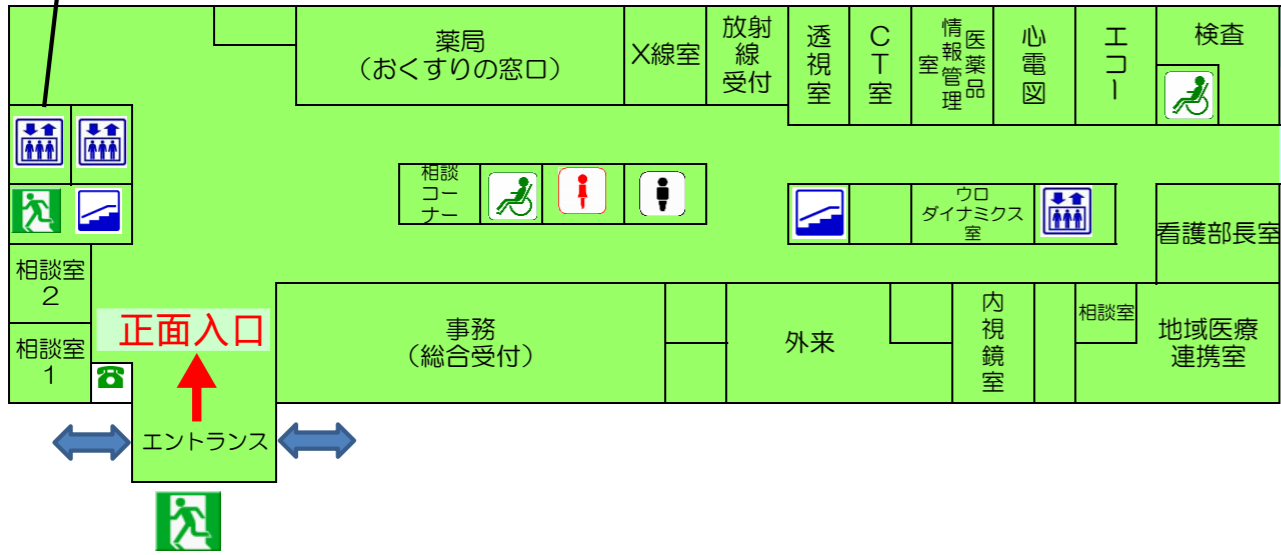 薬局
（おくすりの窓口）
X線室
放射
線
受付
透視室
CT室
医薬品
情報管理
室
心電図
エコー
検査
相談
コー
ナー
ウロ
ダイナミクス
室
看護部長室
相談室
2
相談室
1
正面入口
事務
（総合受付）
外来
内視鏡室
相談室
地域医療
連携室
エントランス